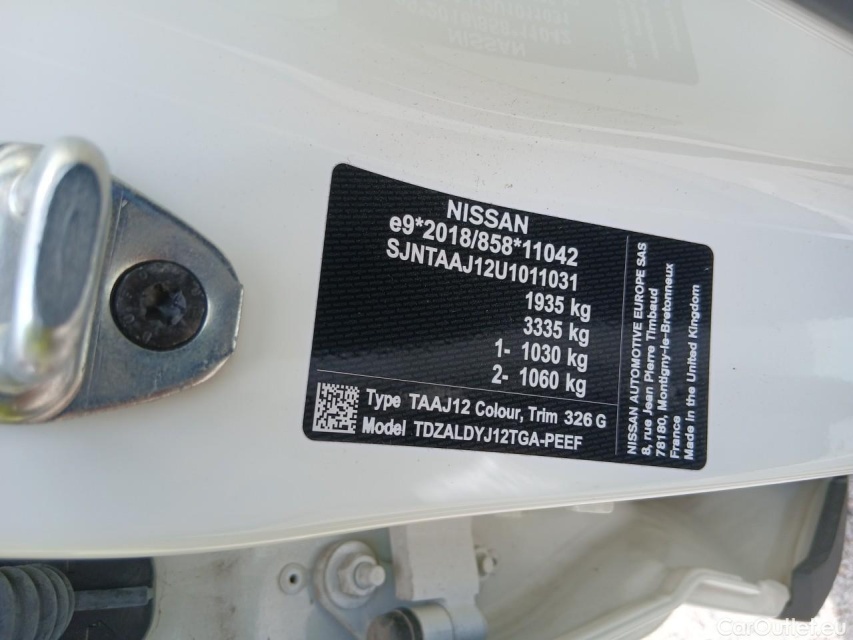 NISSAN
e9*2018/858*11042
SJNTAAJ12U1011031
1935 kg
3335 kg
1- 1030 kg
2- 1060 kg
Type TAAJ12 Colour, Trim 326 G
Model TDZALDYJ12TGA-PEEF
NISSAN AUTOMOTIVE EUROPE SAS
8, rue Jean Pierre Timbaud
78180, Montigny-le-Bretonneux
France
Made in the United Kingdom
CarOutlet.eu